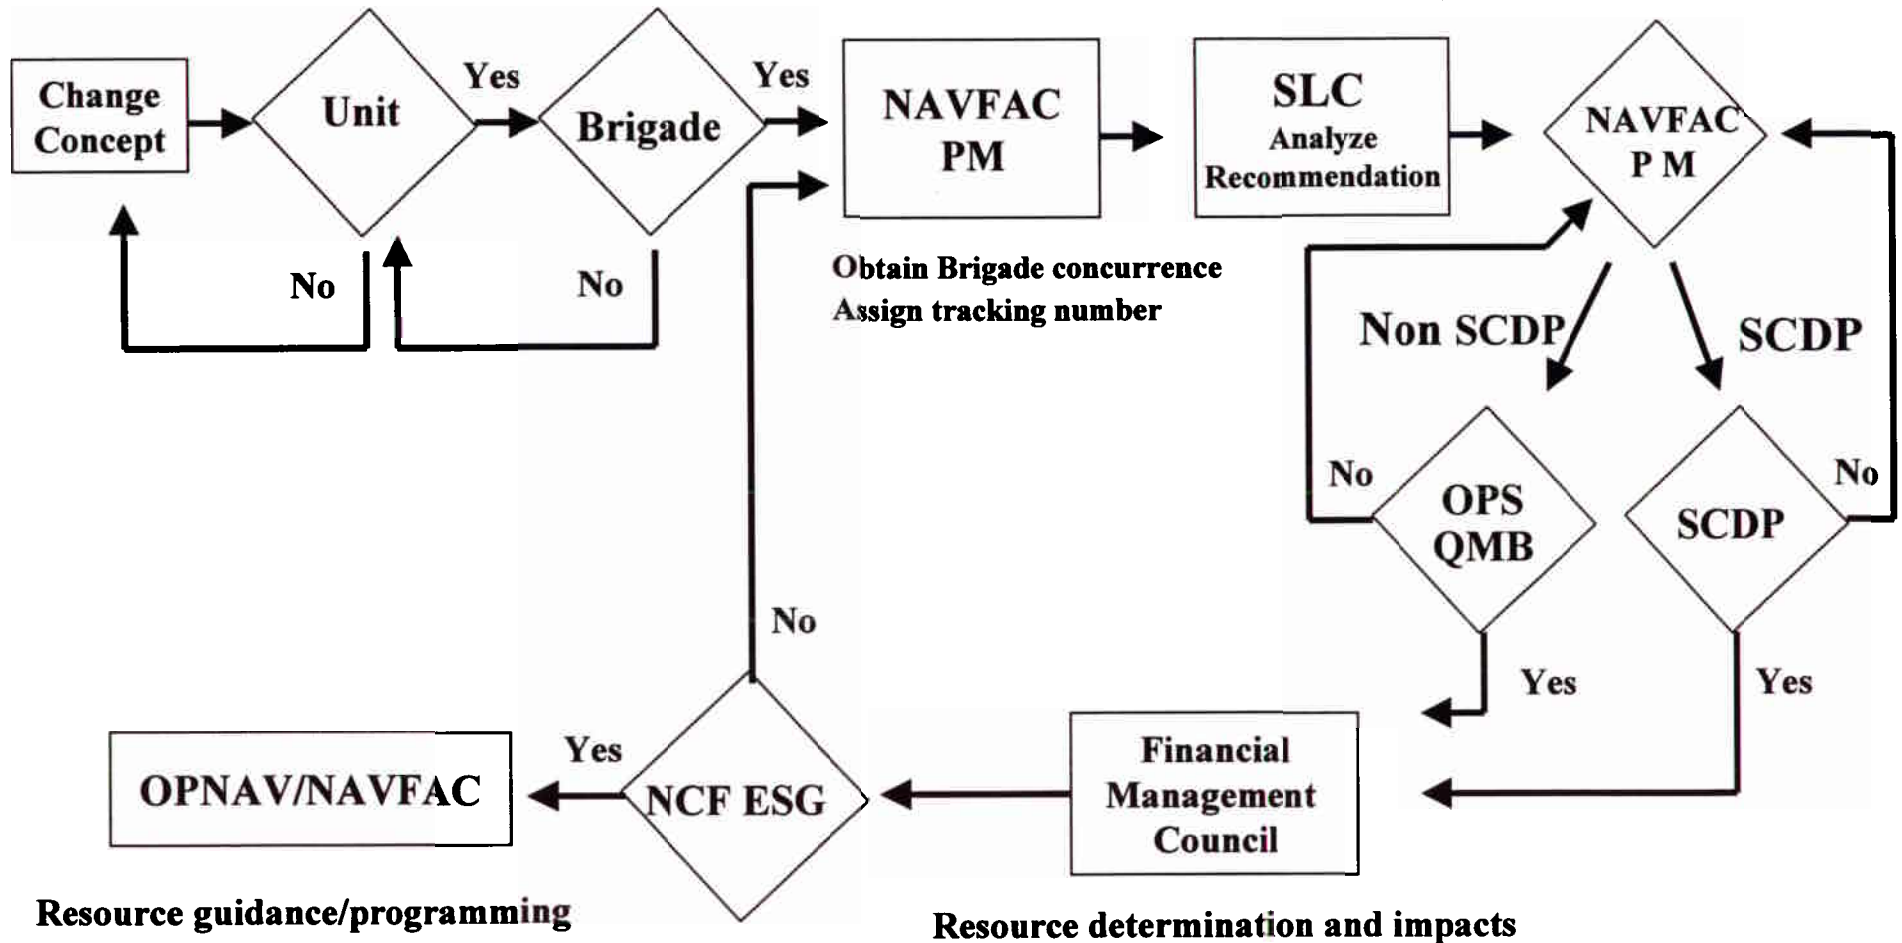 Change
Concept
Unit
Yes
Brigade
Yes
NAVFAC
PM
SLC
Analyze
Recommendation
NAVFAC
P M
No
No
Obtain Brigade concurrence
Assign tracking number
Non SCDP
SCDP
No
OPS
QMB
SCDP
No
No
Yes
Yes
OPNAV/NAVFAC
Yes
NCF ESG
Financial
Management
Council
Resource guidance/programming
Resource determination and impacts